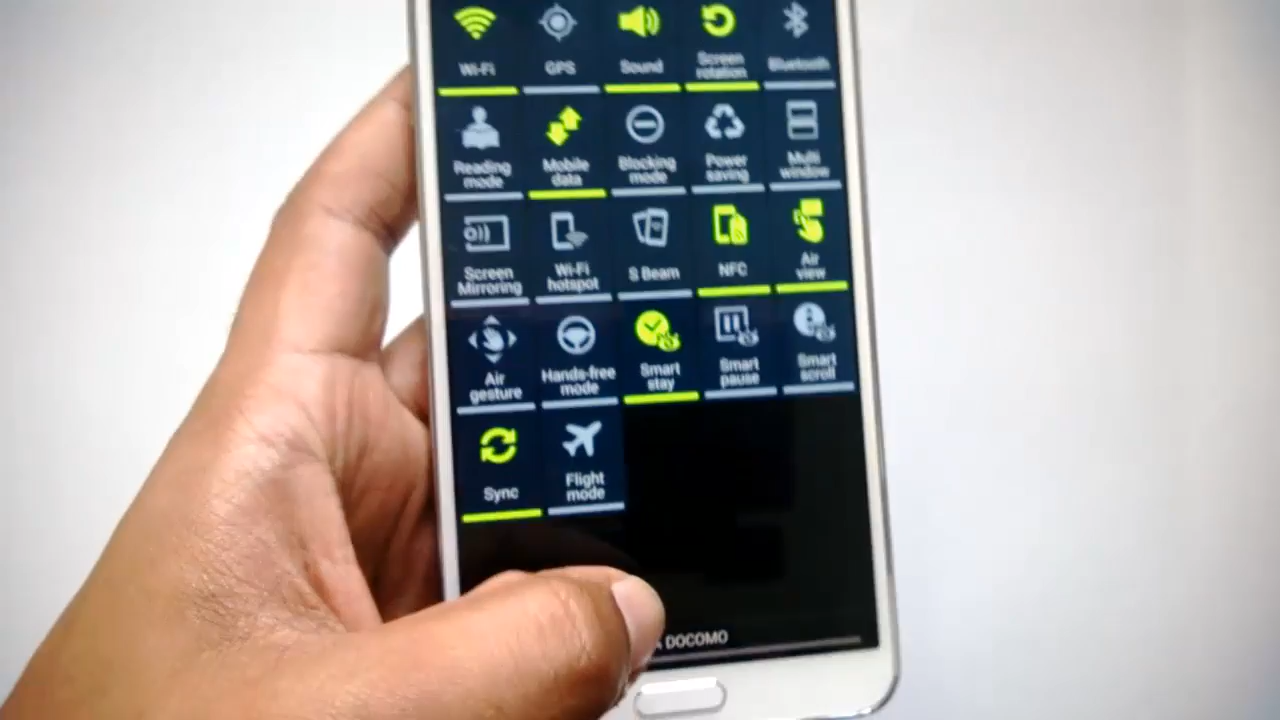 Wi-Fi
GPS
Sound
Screen
rotation
Bluetooth
Reading
mode
Mobile
data
Blocking
mode
Power
saving
Multi
window
Screen
Mirroring
Wi-Fi
hotspot
S Beam
NFC
Air
view
Air
gesture
Hands-free
mode
Smart
stay
Smart
pause
Smart
scroll
Sync
Flight
mode
DOCOMO